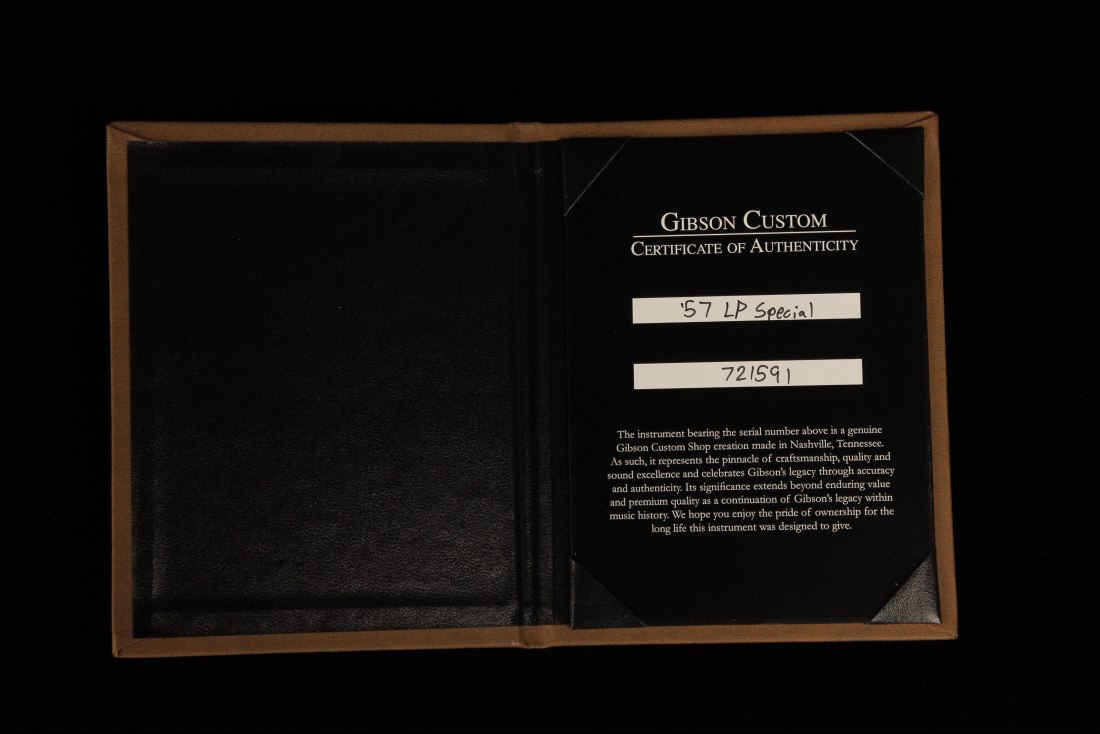 GIBSON CUSTOM
CERTIFICATE OF AUTHENTICITY
'57 LP Special
721591
The instrument bearing the serial number above is a genuine
Gibson Custom Shop creation made in Nashville, Tennessee.
As such, it represents the pinnacle of craftsmanship, quality and
sound excellence and celebrates Gibson's legacy through accuracy
and authenticity. Its significance extends beyond enduring value
and premium quality as a continuation of Gibson's legacy within
music history. We hope you enjoy the pride of ownership for the
long life this instrument was designed to give.